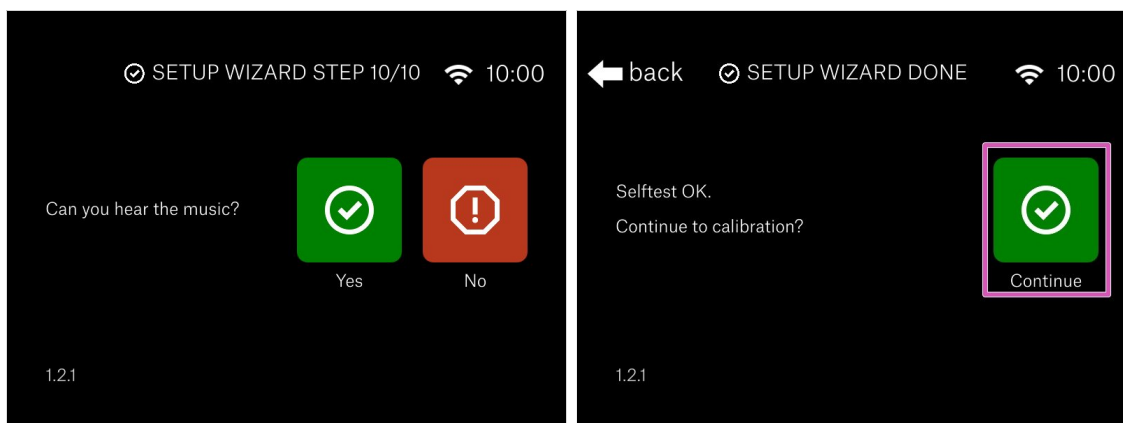 SETUP WIZARD STEP 10/10 10:00
Can you hear the music?
Yes No
1.2.1
back SETUP WIZARD DONE 10:00
Selftest OK.
Continue to calibration?
Continue
1.2.1